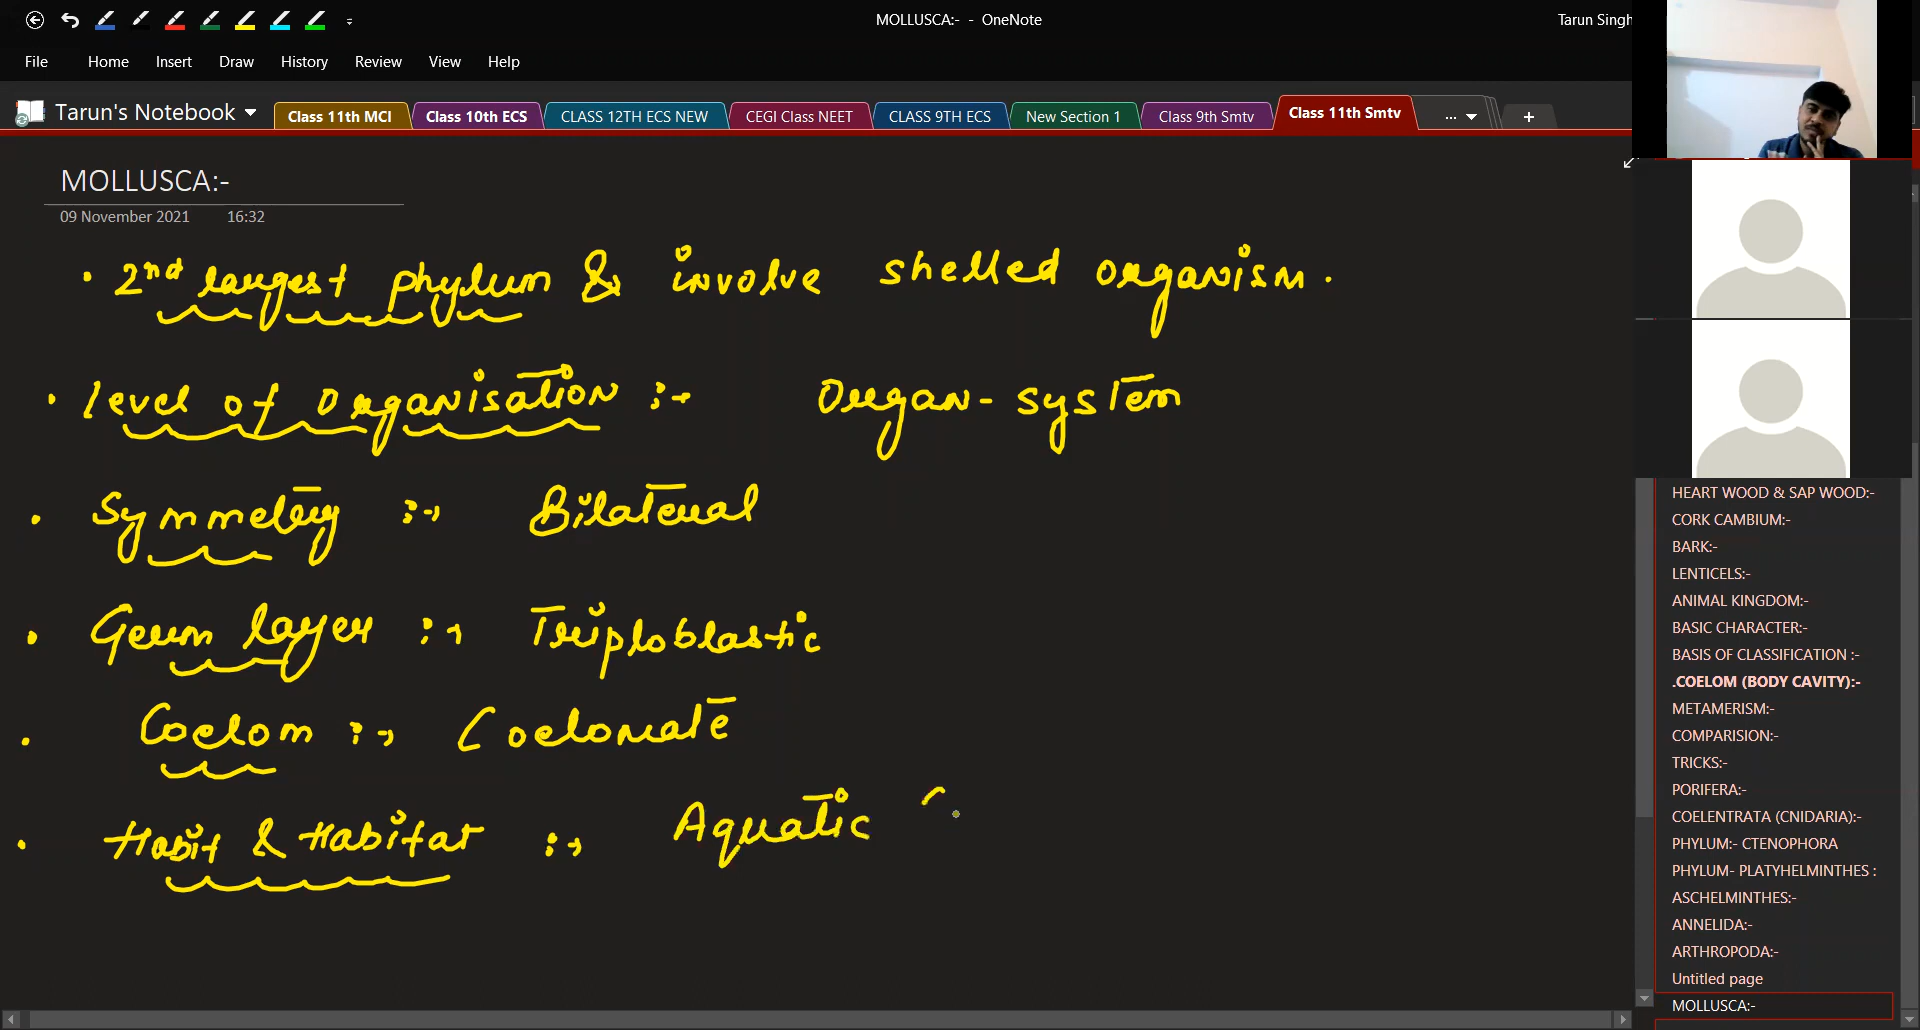 MOLLUSCA:- - OneNote
Tarun Singh
File Home Insert Draw History Review View Help
Tarun's Notebook
Class 11th MCI Class 10th ECS CLASS 12TH ECS NEW CEGI Class NEET CLASS 9TH ECS New Section 1 Class 9th Smtv Class 11th Smtv ... +
MOLLUSCA:-
09 November 2021 16:32
• 2nd largest phylum & involve shelled organism.
• Level of Organisation :→ Organ-system
• Symmetry :→ Bilateral
• Germ layer :→ Triploblastic
• Coelom :→ Coelomate
• Habit & Habitat :→ Aquatic (
HEART WOOD & SAP WOOD:-
CORK CAMBIUM:-
BARK:-
LENTICELS:-
ANIMAL KINGDOM:-
BASIC CHARACTER:-
BASIS OF CLASSIFICATION :-
.COELOM (BODY CAVITY):-
METAMERISM:-
COMPARISION:-
TRICKS:-
PORIFERA:-
COELENTRATA (CNIDARIA):-
PHYLUM:- CTENOPHORA
PHYLUM- PLATYHELMINTHES :
ASCHELMINTHES:-
ANNELIDA:-
ARTHROPODA:-
Untitled page
MOLLUSCA:-